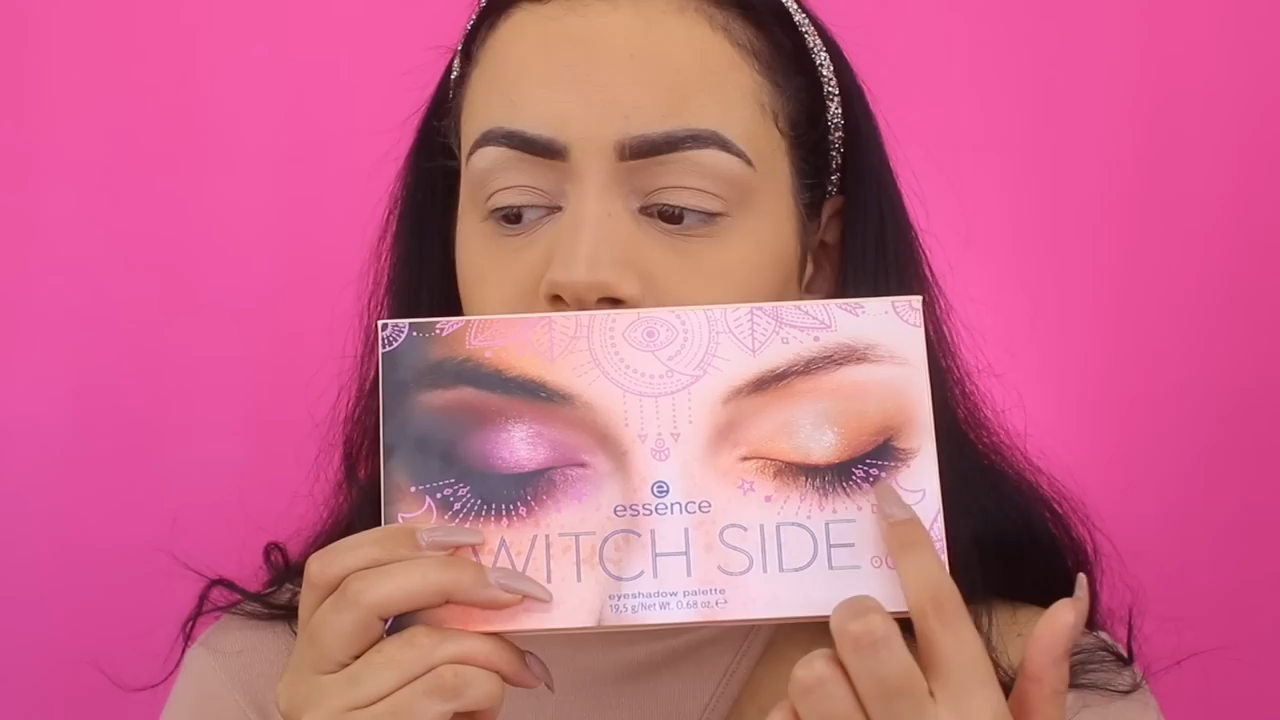 essence
WITCH SIDE
eyeshadow palette
19,5 g/Net Wt. 0.68 oz. ℮